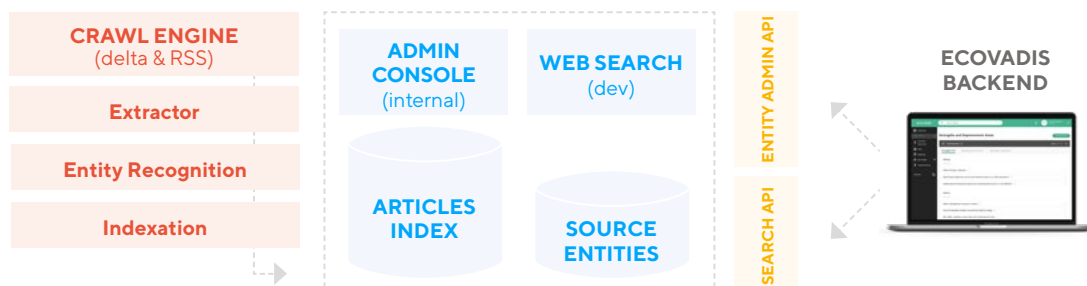 CRAWL ENGINE
(delta & RSS)
Extractor
Entity Recognition
Indexation
ADMIN
CONSOLE
(internal)
WEB SEARCH
(dev)
ARTICLES
INDEX
SOURCE
ENTITIES
ENTITY ADMIN API
SEARCH API
ECOVADIS
BACKEND